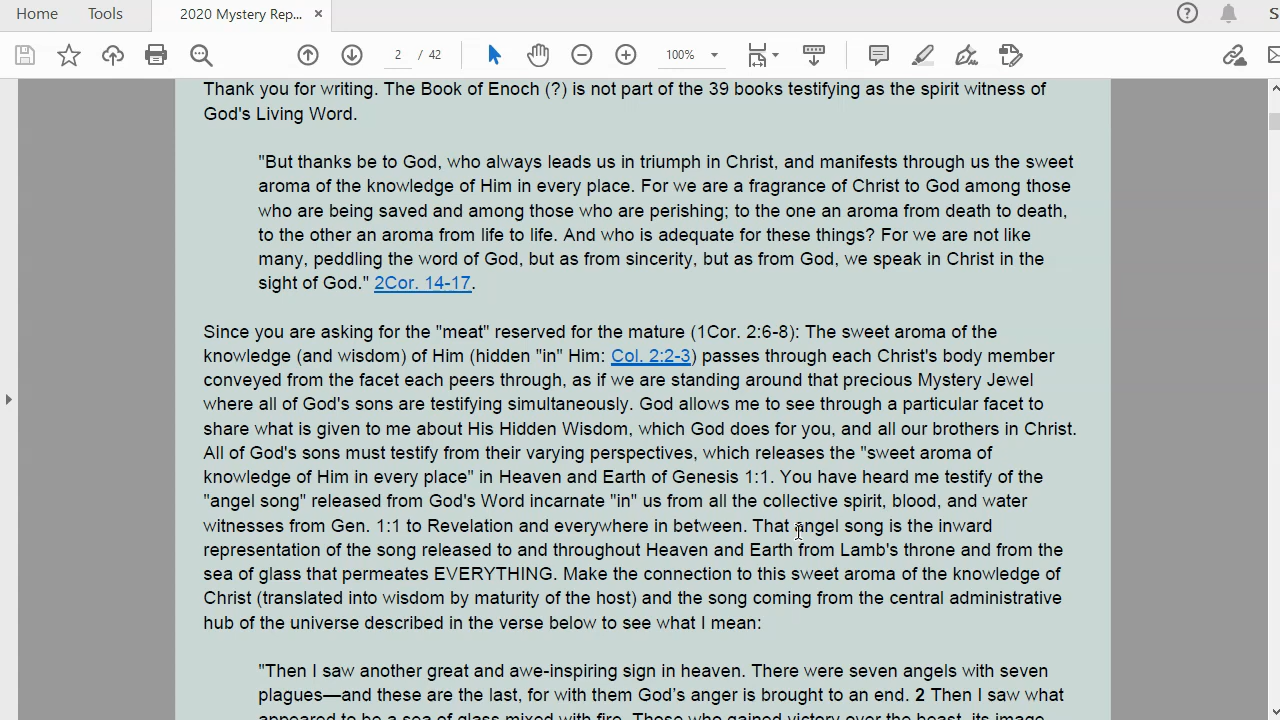 Home Tools 2020 Mystery Rep... ×
2 / 42 100%
Thank you for writing. The Book of Enoch (?) is not part of the 39 books testifying as the spirit witness of
God's Living Word.
"But thanks be to God, who always leads us in triumph in Christ, and manifests through us the sweet
aroma of the knowledge of Him in every place. For we are a fragrance of Christ to God among those
who are being saved and among those who are perishing; to the one an aroma from death to death,
to the other an aroma from life to life. And who is adequate for these things? For we are not like
many, peddling the word of God, but as from sincerity, but as from God, we speak in Christ in the
sight of God." 2Cor. 14-17.
Since you are asking for the "meat" reserved for the mature (1Cor. 2:6-8): The sweet aroma of the
knowledge (and wisdom) of Him (hidden "in" Him: Col. 2:2-3) passes through each Christ's body member
conveyed from the facet each peers through, as if we are standing around that precious Mystery Jewel
where all of God's sons are testifying simultaneously. God allows me to see through a particular facet to
share what is given to me about His Hidden Wisdom, which God does for you, and all our brothers in Christ.
All of God's sons must testify from their varying perspectives, which releases the "sweet aroma of
knowledge of Him in every place" in Heaven and Earth of Genesis 1:1. You have heard me testify of the
"angel song" released from God's Word incarnate "in" us from all the collective spirit, blood, and water
witnesses from Gen. 1:1 to Revelation and everywhere in between. That angel song is the inward
representation of the song released to and throughout Heaven and Earth from Lamb's throne and from the
sea of glass that permeates EVERYTHING. Make the connection to this sweet aroma of the knowledge of
Christ (translated into wisdom by maturity of the host) and the song coming from the central administrative
hub of the universe described in the verse below to see what I mean:
"Then I saw another great and awe-inspiring sign in heaven. There were seven angels with seven
plagues—and these are the last, for with them God's anger is brought to an end. 2 Then I saw what
appeared to be a sea of glass mixed with fire. Those who gained victory over the beast, its image